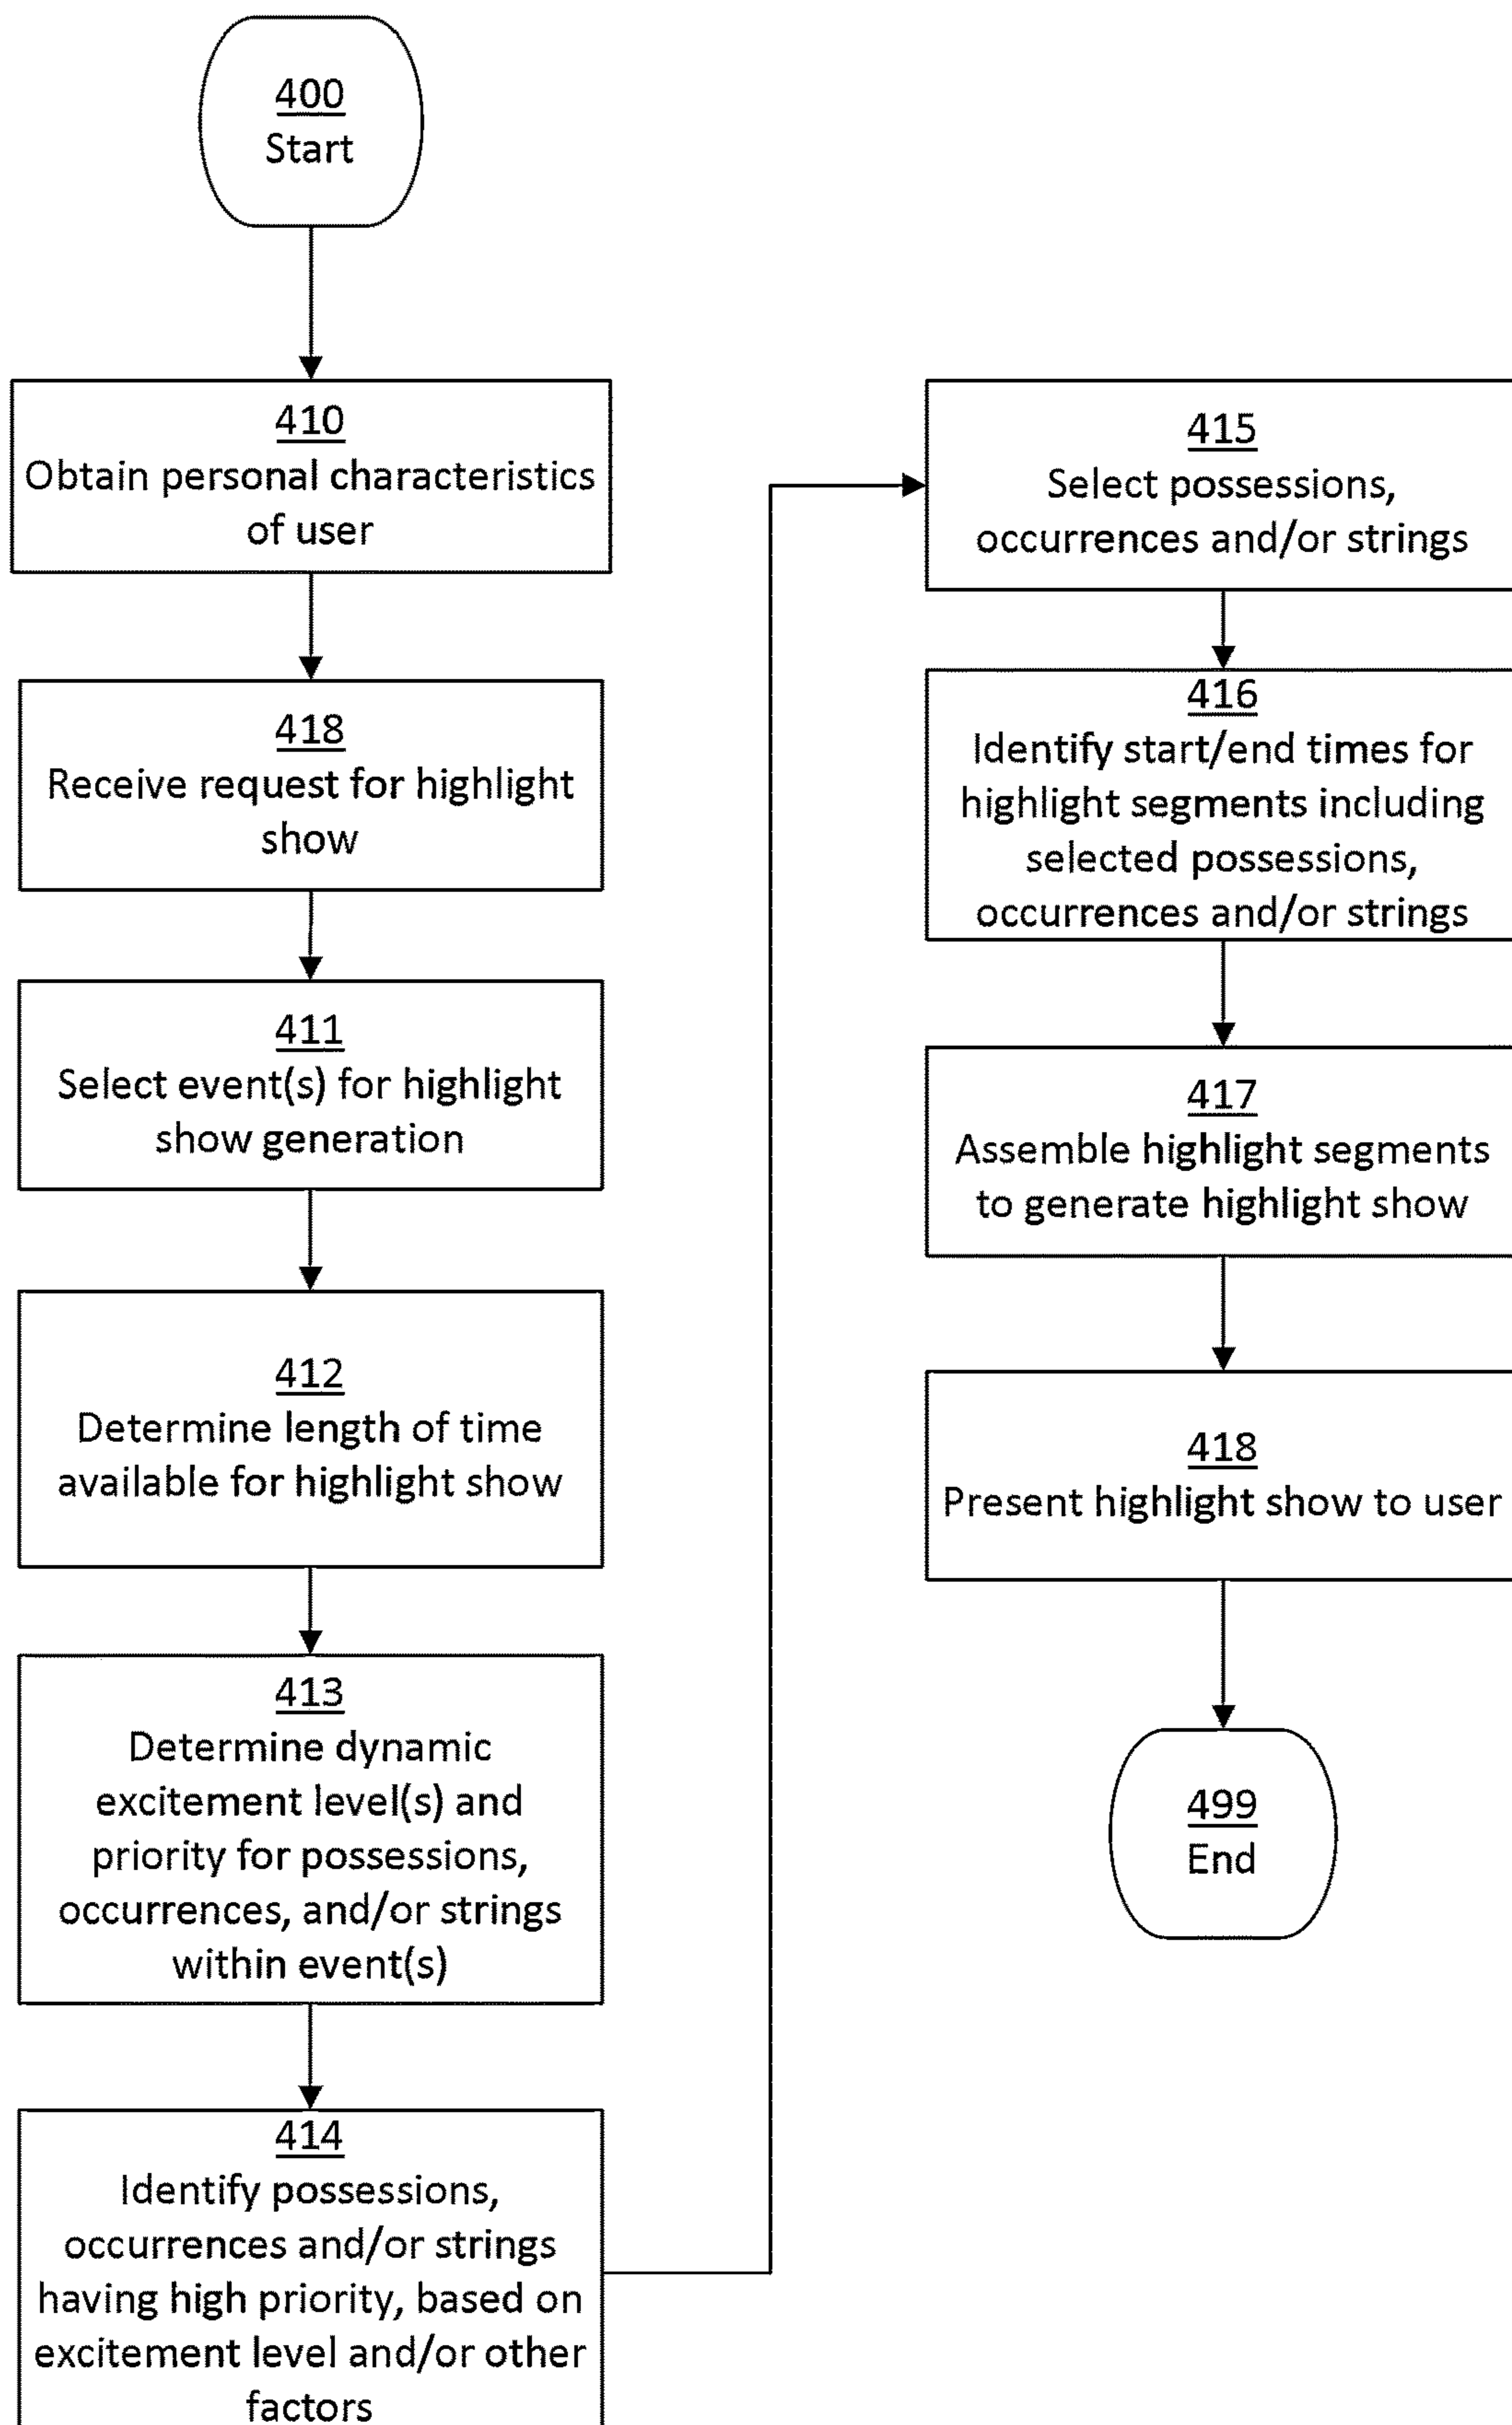 400
Start
410
Obtain personal characteristics
of user
418
Receive request for highlight
show
411
Select event(s) for highlight
show generation
412
Determine length of time
available for highlight show
413
Determine dynamic
excitement level(s) and
priority for possessions,
occurrences, and/or strings
within event(s)
414
Identify possessions,
occurrences and/or strings
having high priority, based on
excitement level and/or other
factors
415
Select possessions,
occurrences and/or strings
416
Identify start/end times for
highlight segments including
selected possessions,
occurrences and/or strings
417
Assemble highlight segments
to generate highlight show
418
Present highlight show to user
499
End